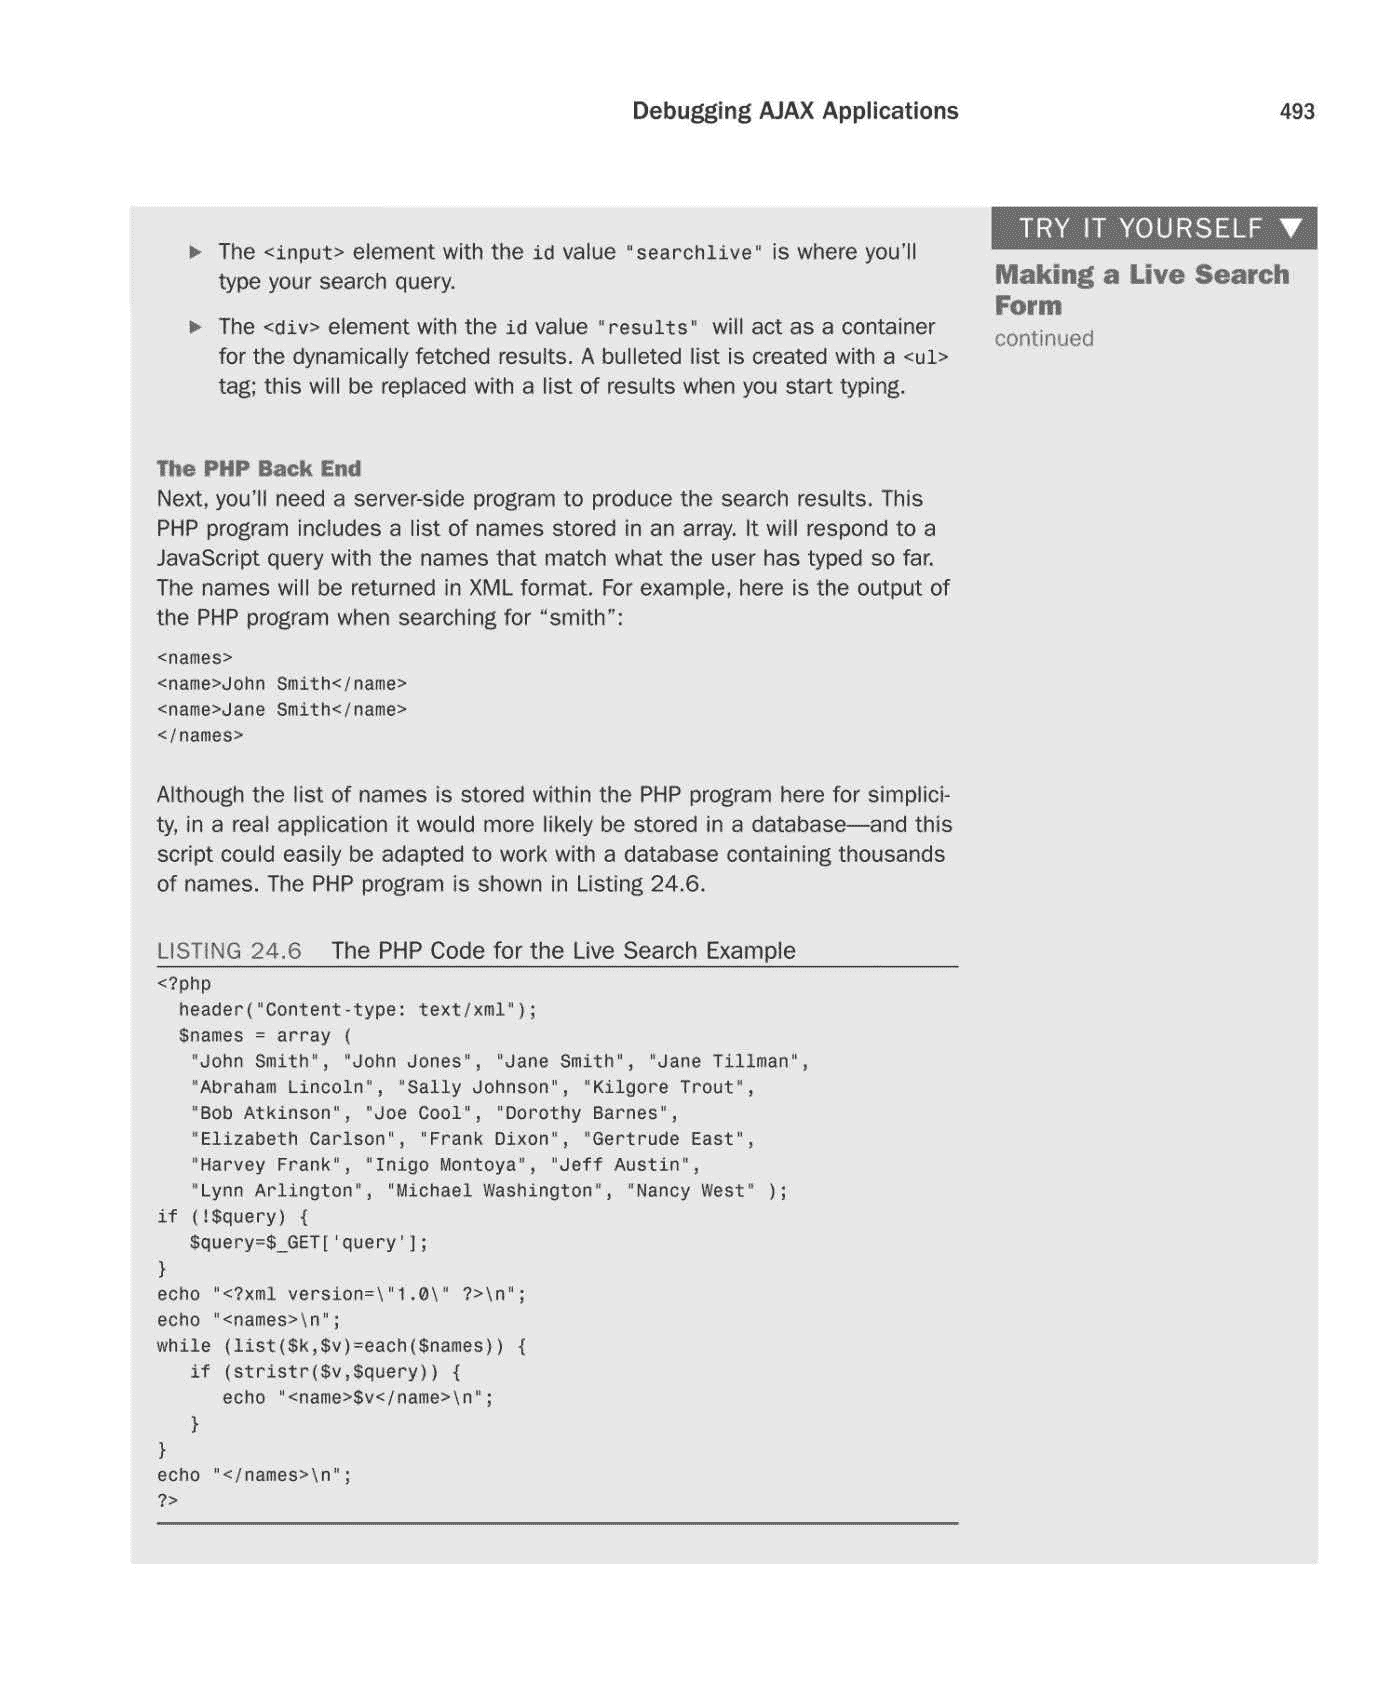 Debugging AJAX Applications 493
TRY IT YOURSELF ▼
Making a Live Search
Form
continued
▶ The <input> element with the id value "searchlive" is where you’ll
type your search query.
▶ The <div> element with the id value "results" will act as a container
for the dynamically fetched results. A bulleted list is created with a <ul>
tag; this will be replaced with a list of results when you start typing.
The PHP Back End
Next, you’ll need a server-side program to produce the search results. This
PHP program includes a list of names stored in an array. It will respond to a
JavaScript query with the names that match what the user has typed so far.
The names will be returned in XML format. For example, here is the output of
the PHP program when searching for “smith”:
<names>
<name>John Smith</name>
<name>Jane Smith</name>
</names>
Although the list of names is stored within the PHP program here for simplici-
ty, in a real application it would more likely be stored in a database—and this
script could easily be adapted to work with a database containing thousands
of names. The PHP program is shown in Listing 24.6.
LISTING 24.6 The PHP Code for the Live Search Example
<?php
header("Content-type: text/xml");
$names = array (
"John Smith", "John Jones", "Jane Smith", "Jane Tillman",
"Abraham Lincoln", "Sally Johnson", "Kilgore Trout",
"Bob Atkinson", "Joe Cool", "Dorothy Barnes",
"Elizabeth Carlson", "Frank Dixon", "Gertrude East",
"Harvey Frank", "Inigo Montoya", "Jeff Austin",
"Lynn Arlington", "Michael Washington", "Nancy West" );
if (!$query) {
$query=$_GET['query'];
}
echo "<?xml version=\"1.0\" ?>\n";
echo "<names>\n";
while (list($k,$v)=each($names)) {
if (stristr($v,$query)) {
echo "<name>$v</name>\n";
}
}
echo "</names>\n";
?>